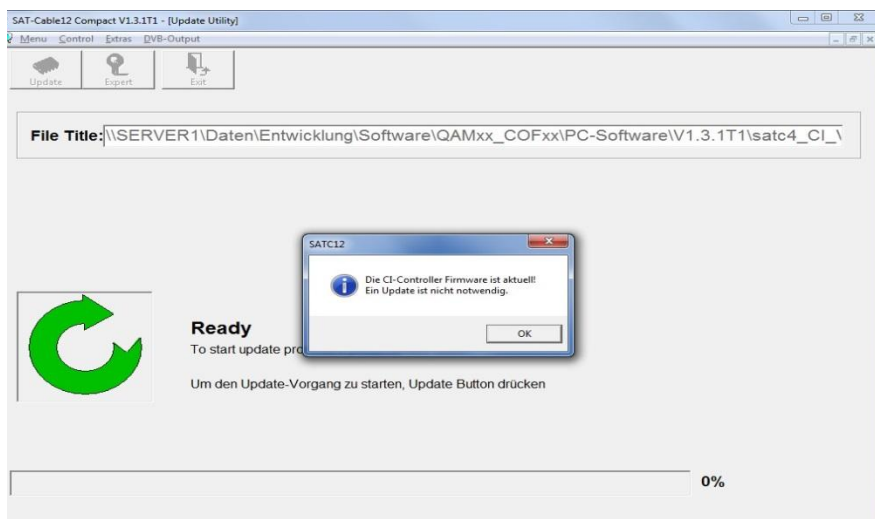 SAT-Cable12 Compact V1.3.1T1 - [Update Utility]
Menu Control Extras DVB-Output
Update Expert Exit
File Title: \\SERVER1\Daten\Entwicklung\Software\QAMxx_COFxx\PC-Software\V1.3.1T1\satc4_CI_\
SATC12
Die CI-Controller Firmware ist aktuell!
Ein Update ist nicht notwendig.
OK
Ready
To start update pro
Um den Update-Vorgang zu starten, Update Button drücken
0%